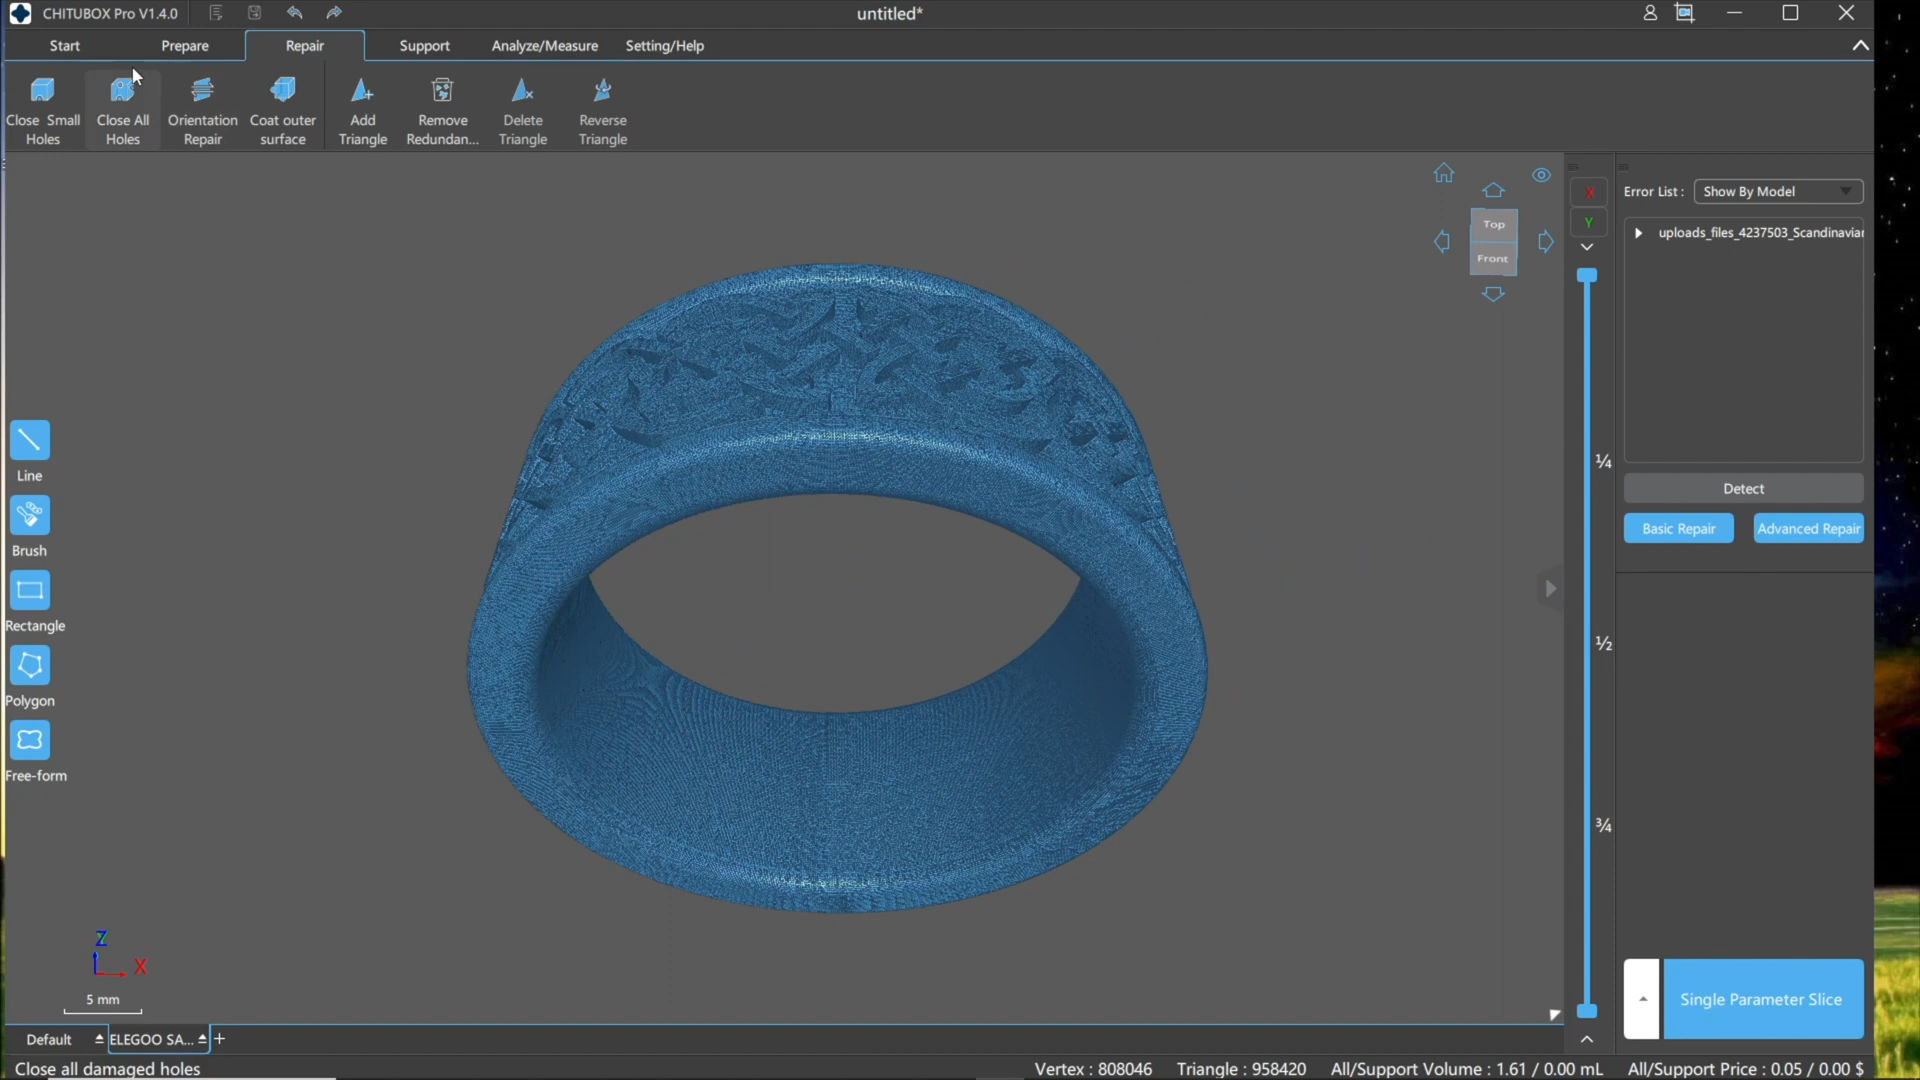 CHITUBOX Pro V1.4.0
untitled*
Start Prepare Repair Support Analyze/Measure Setting/Help
Close Small Holes
Close All Holes
Orientation Repair
Coat outer surface
Add Triangle
Remove Redundan...
Delete Triangle
Reverse Triangle
Top
Front
X
Y
Error List : Show By Model
uploads_files_4237503_Scandinavian
Detect
Basic Repair Advanced Repair
¼
½
¾
Line
Brush
Rectangle
Polygon
Free-form
Z
X
5 mm
Single Parameter Slice
Default ELEGOO SA... +
Close all damaged holes
Vertex : 808046 Triangle : 958420 All/Support Volume : 1.61 / 0.00 mL All/Support Price : 0.05 / 0.00 $